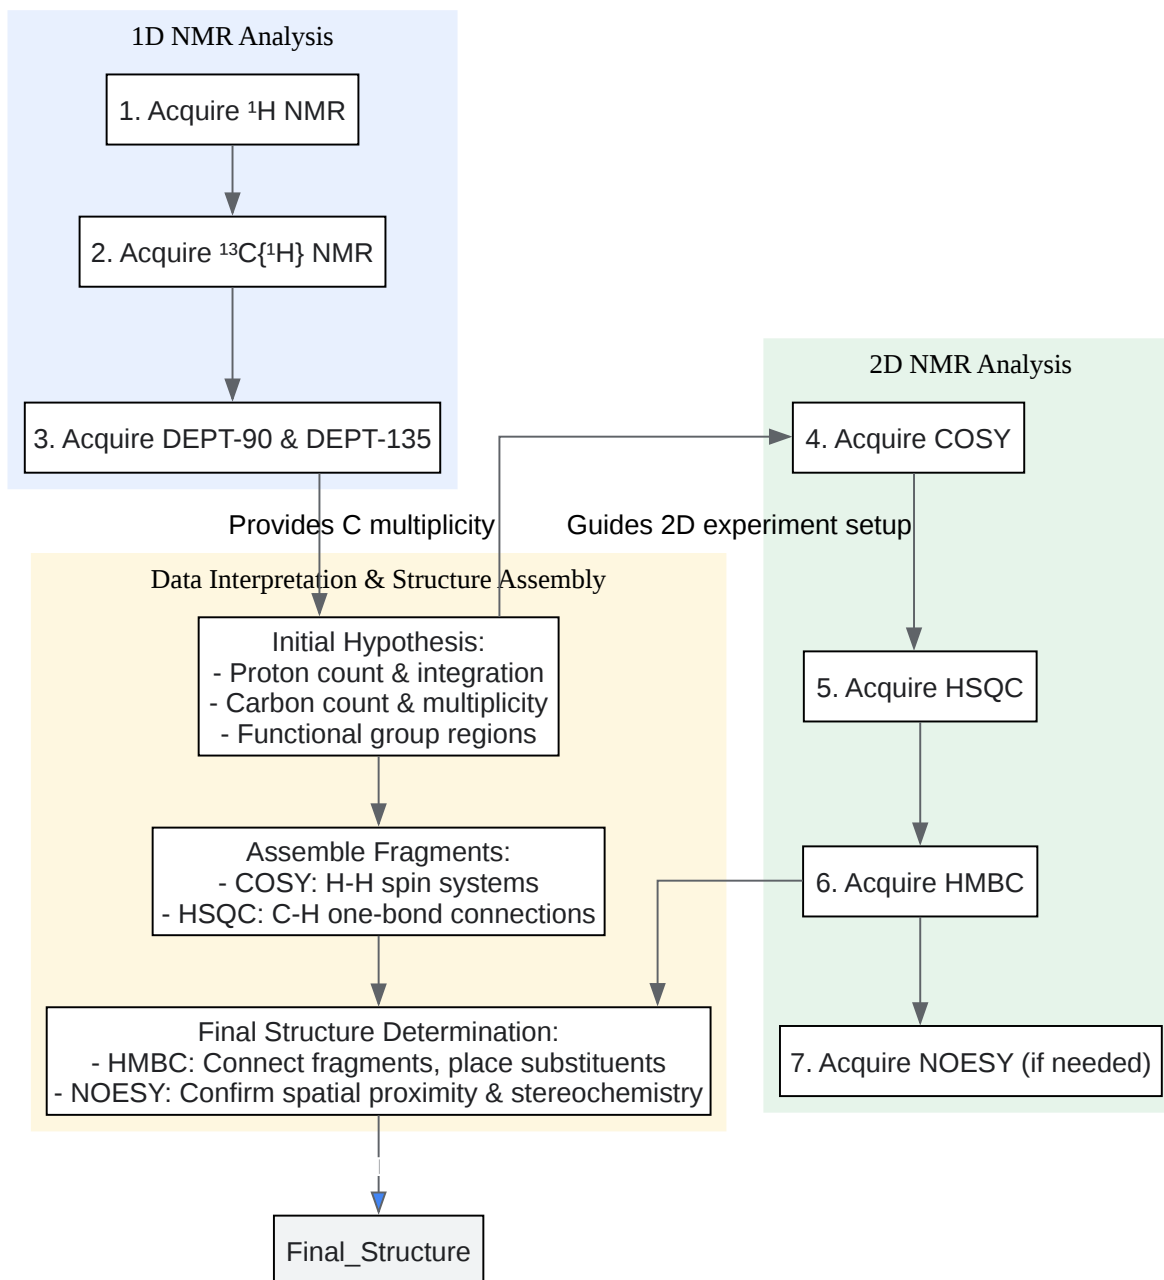 1D NMR Analysis
1. Acquire ¹H NMR
2. Acquire ¹³C{¹H} NMR
3. Acquire DEPT-90 & DEPT-135
Provides C multiplicity
Guides 2D experiment setup
2D NMR Analysis
4. Acquire COSY
5. Acquire HSQC
6. Acquire HMBC
7. Acquire NOESY (if needed)
Data Interpretation & Structure Assembly
Initial Hypothesis:
- Proton count & integration
- Carbon count & multiplicity
- Functional group regions
Assemble Fragments:
- COSY: H-H spin systems
- HSQC: C-H one-bond connections
Final Structure Determination:
- HMBC: Connect fragments, place substituents
- NOESY: Confirm spatial proximity & stereochemistry
Final_Structure